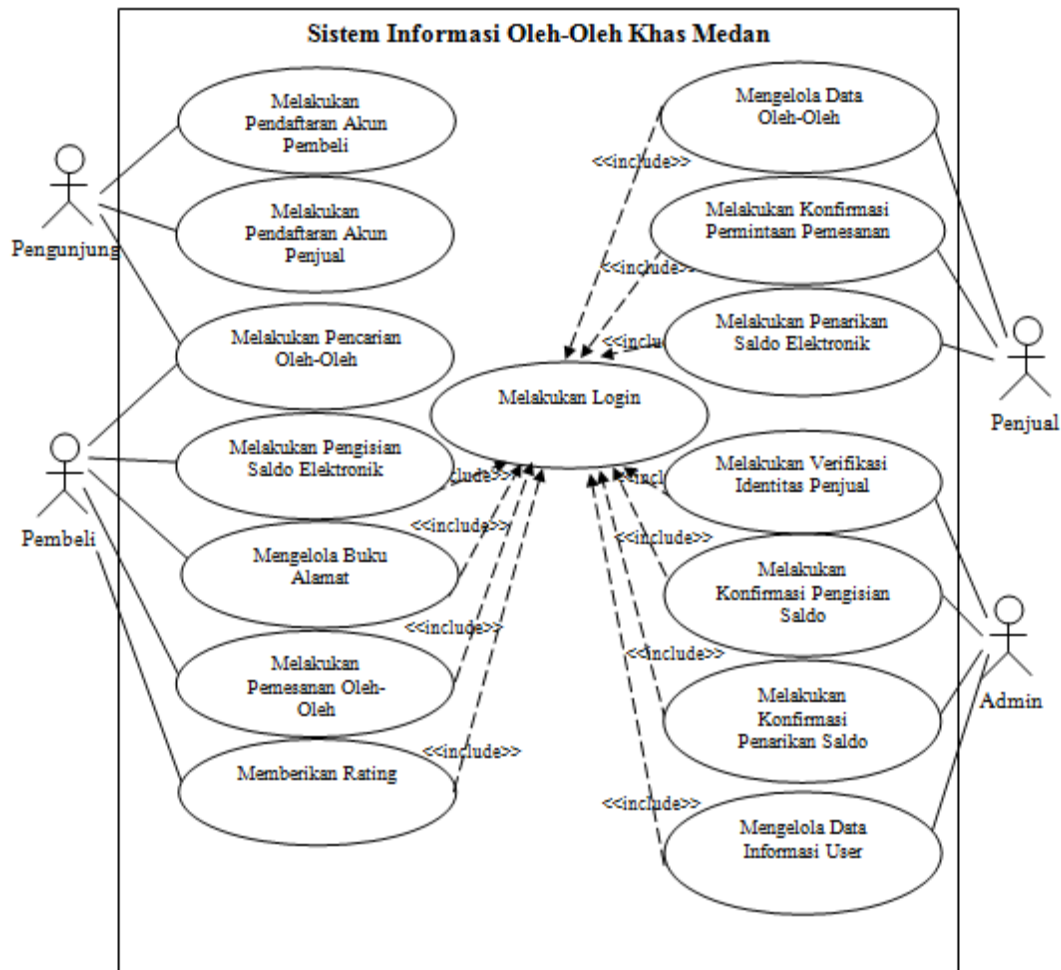 Sistem Informasi Oleh-Oleh Khas Medan
Melakukan
Pendaftaran Akun
Pembeli
Melakukan
Pendaftaran Akun
Penjual
Melakukan Pencarian
Oleh-Oleh
Melakukan Pengisian
Saldo Elektronik
Mengelola Buku
Alamat
Melakukan
Pemesanan Oleh-
Oleh
Memberikan Rating
Pengunjung
Pembeli
Melakukan Login
<<include>>
<<include>>
<<include>>
<<include>>
<<include>>
<<include>>
<<include>>
<<include>>
Mengelola Data
Oleh-Oleh
Melakukan Konfirmasi
Permintaan Pemesanan
Melakukan Penarikan
Saldo Elektronik
Melakukan Verifikasi
Identitas Penjual
Melakukan
Konfirmasi Pengisian
Saldo
Melakukan
Konfirmasi
Penarikan Saldo
Mengelola Data
Informasi User
Penjual
Admin